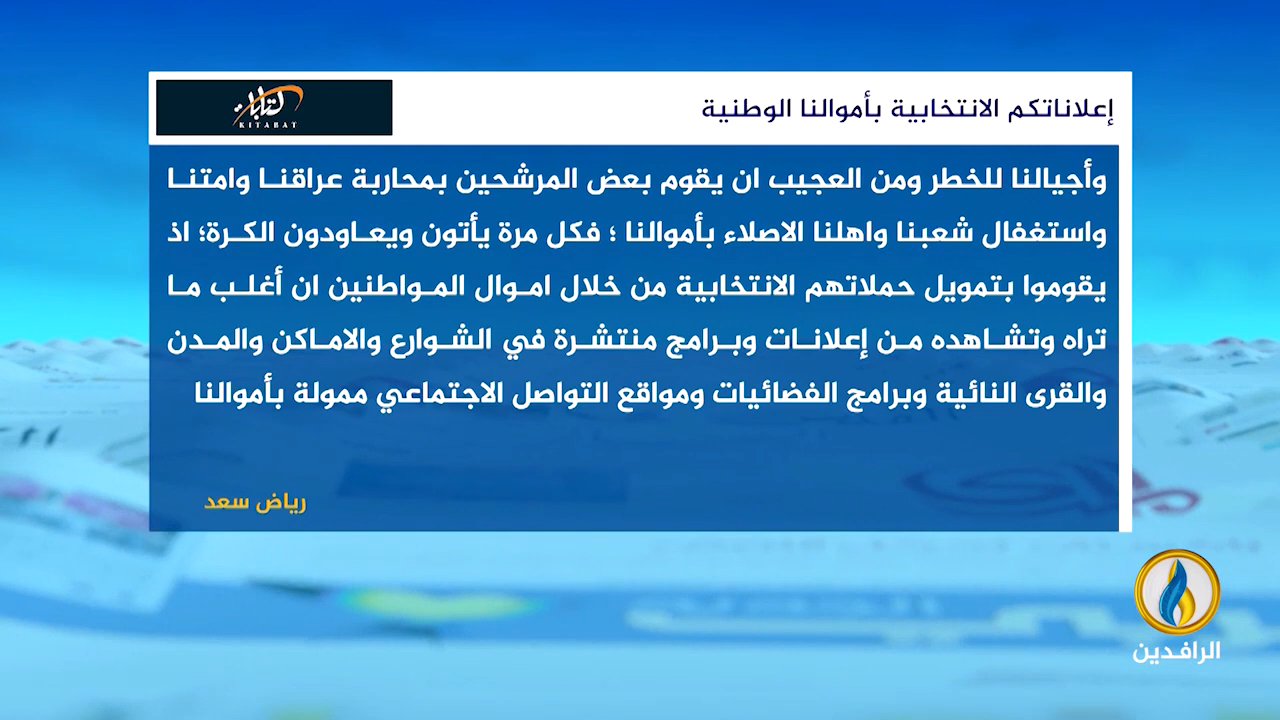 إعلاناتكم الانتخابية بأموالنا الوطنية
كتابات
KITABAT
وأجيالنا للخطر ومن العجيب ان يقوم بعض المرشحين بمحاربة عراقنا وامتنا
واستغفال شعبنا واهلنا الاصلاء بأموالنا ؛ فكل مرة يأتون ويعاودون الكرة؛ اذ
يقوموا بتمويل حملاتهم الانتخابية من خلال اموال المواطنين ان أغلب ما
تراه وتشاهده من إعلانات وبرامج منتشرة في الشوارع والاماكن والمدن
والقرى النائية وبرامج الفضائيات ومواقع التواصل الاجتماعي ممولة بأموالنا
رياض سعد
الرافدين